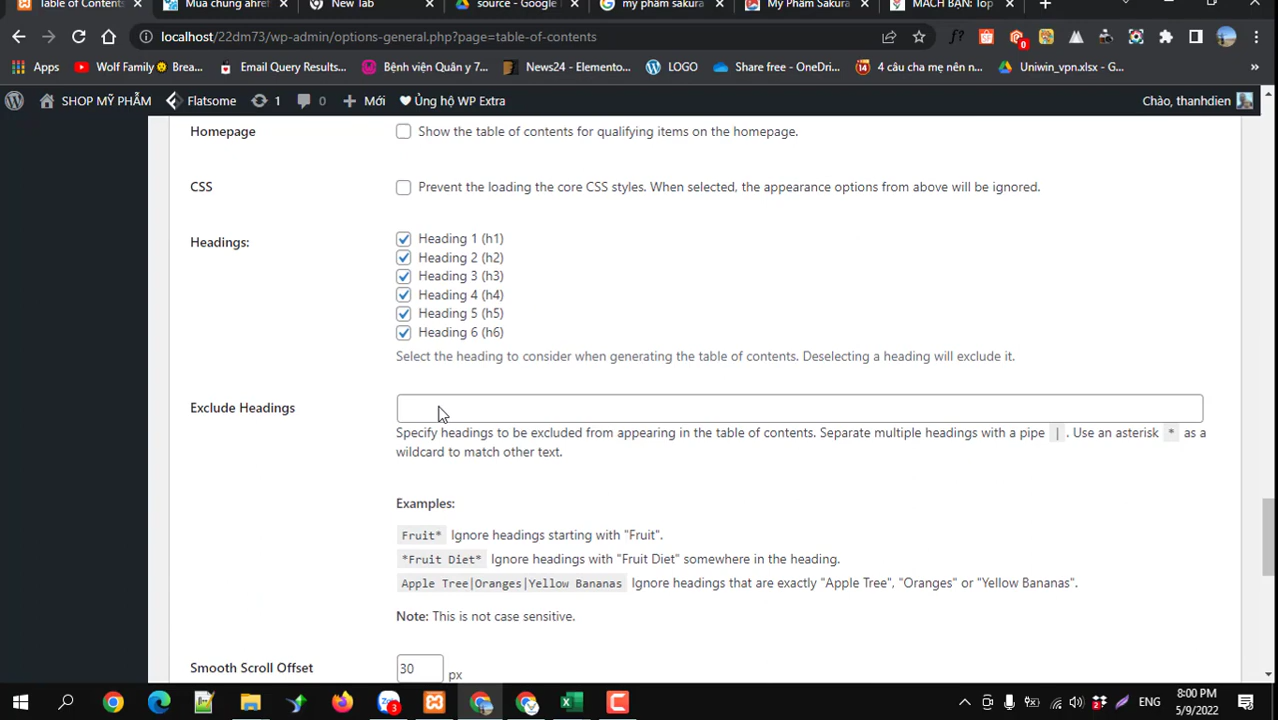 Table of Contents
Mua chung ahref
New Tab
source - Google
my phẩm sakura
My Phẩm Sakura
MÁCH BẠN: Top
localhost/22dm73/wp-admin/options-general.php?page=table-of-contents
Apps
Wolf Family Brea...
Email Query Results...
Bệnh viện Quân y 7...
News24 - Elemento...
LOGO
Share free - OneDri...
4 câu cha mẹ nên n...
Uniwin_vpn.xlsx - G...
»
SHOP MỸ PHẨM
Flatsome
1
0
Mới
Ủng hộ WP Extra
Chào, thanhdien
Homepage
Show the table of contents for qualifying items on the homepage.
CSS
Prevent the loading the core CSS styles. When selected, the appearance options from above will be ignored.
Headings:
Heading 1 (h1)
Heading 2 (h2)
Heading 3 (h3)
Heading 4 (h4)
Heading 5 (h5)
Heading 6 (h6)
Select the heading to consider when generating the table of contents. Deselecting a heading will exclude it.
Exclude Headings
Specify headings to be excluded from appearing in the table of contents. Separate multiple headings with a pipe | . Use an asterisk * as a
wildcard to match other text.
Examples:
Fruit* Ignore headings starting with "Fruit".
*Fruit Diet* Ignore headings with "Fruit Diet" somewhere in the heading.
Apple Tree|Oranges|Yellow Bananas Ignore headings that are exactly "Apple Tree", "Oranges" or "Yellow Bananas".
Note: This is not case sensitive.
Smooth Scroll Offset
30 px
ENG
8:00 PM
5/9/2022